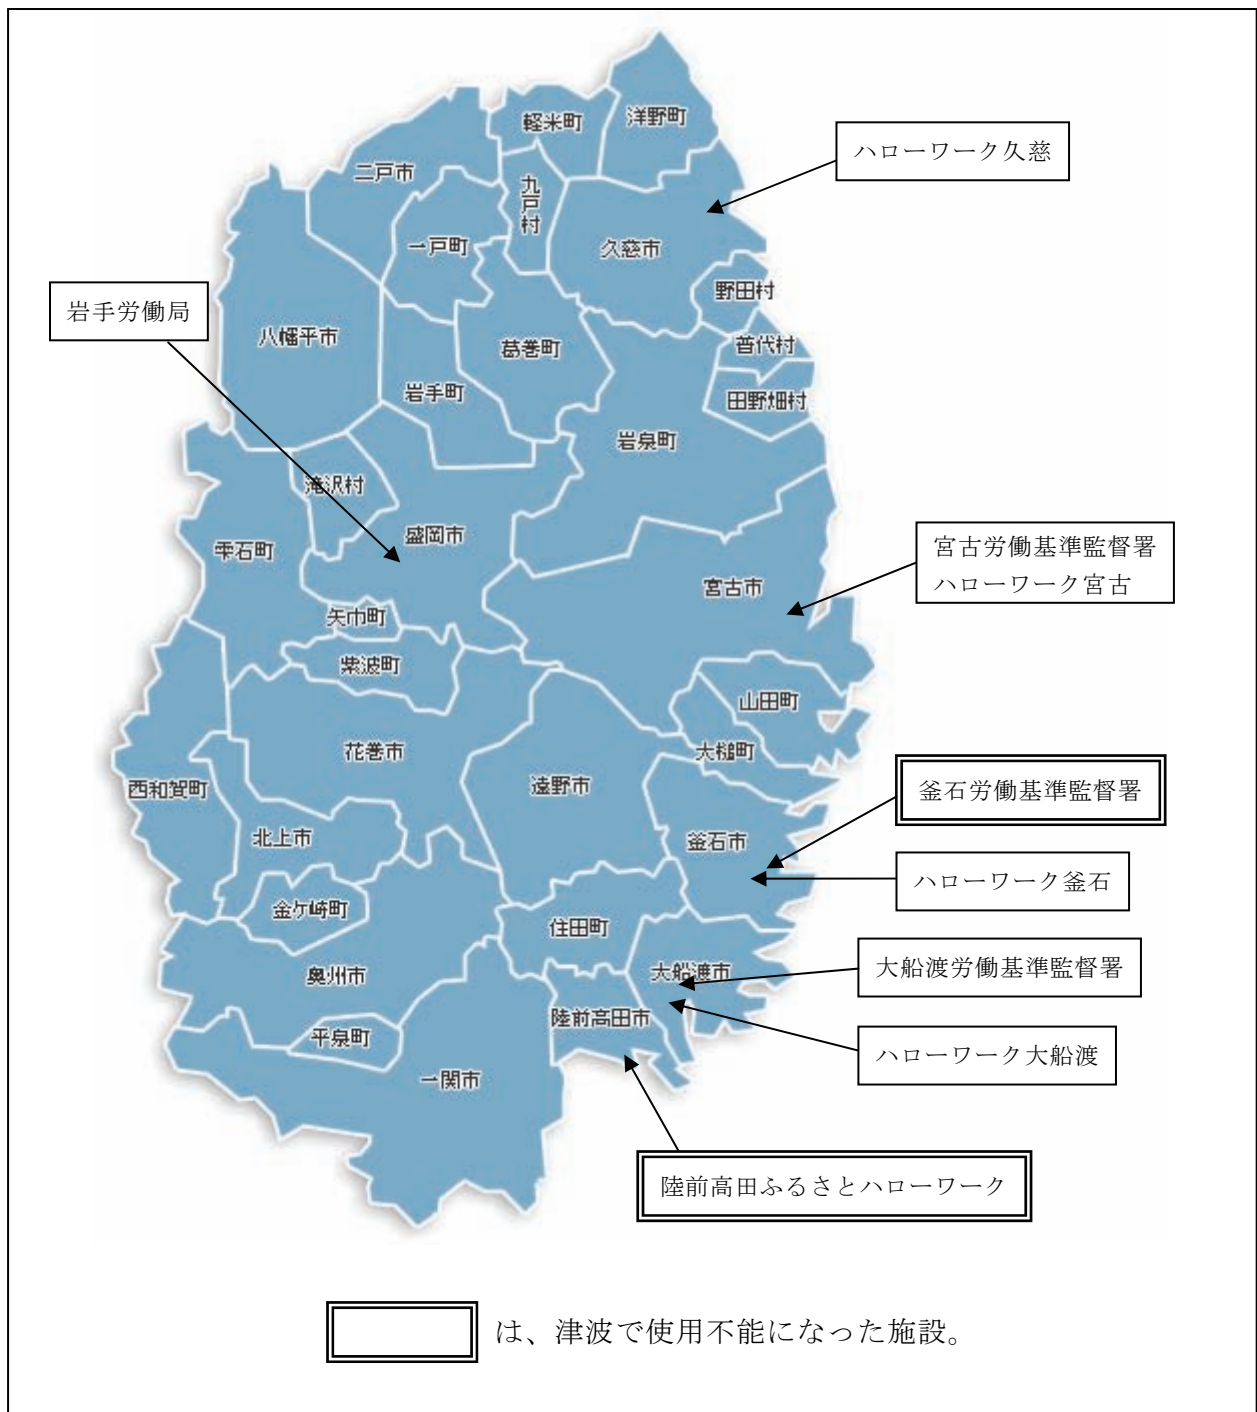 洋野町
軽米町
ハローワーク久慈
二戸市
九戸村
一戸町
久慈市
野田村
岩手労働局
八幡平市
葛巻町
普代村
岩手町
田野畑村
岩泉町
滝沢村
盛岡市
雫石町
宮古労働基準監督署
ハローワーク宮古
宮古市
矢巾町
紫波町
山田町
花巻市
大槌町
西和賀町
遠野市
釜石労働基準監督署
北上市
釜石市
ハローワーク釜石
金ケ崎町
住田町
大船渡労働基準監督署
奥州市
大船渡市
陸前高田市
平泉町
ハローワーク大船渡
一関市
陸前高田ふるさとハローワーク
は、津波で使用不能になった施設。